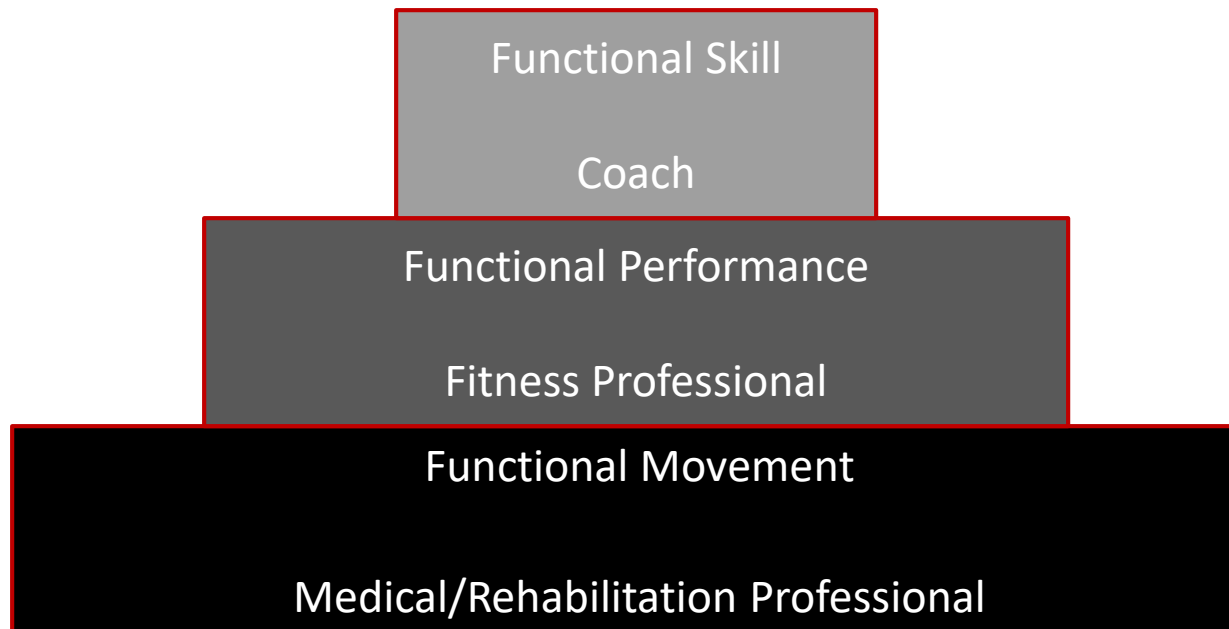 Functional Skill
Coach
Functional Performance
Fitness Professional
Functional Movement
Medical/Rehabilitation Professional